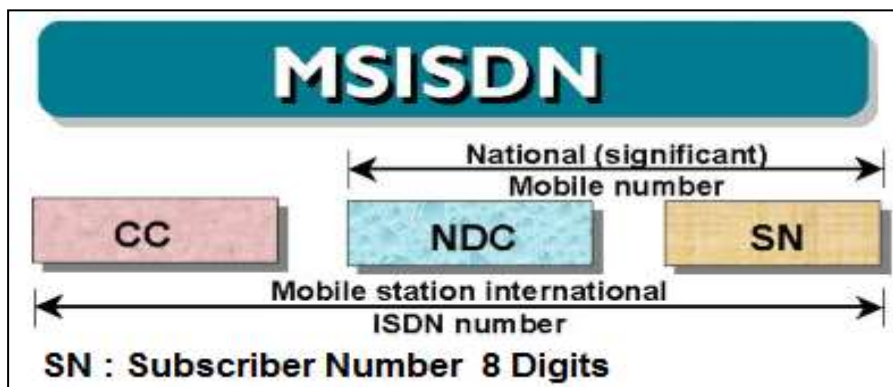 MSISDN
National (significant)
Mobile number
CC NDC SN
Mobile station international
ISDN number
SN : Subscriber Number 8 Digits